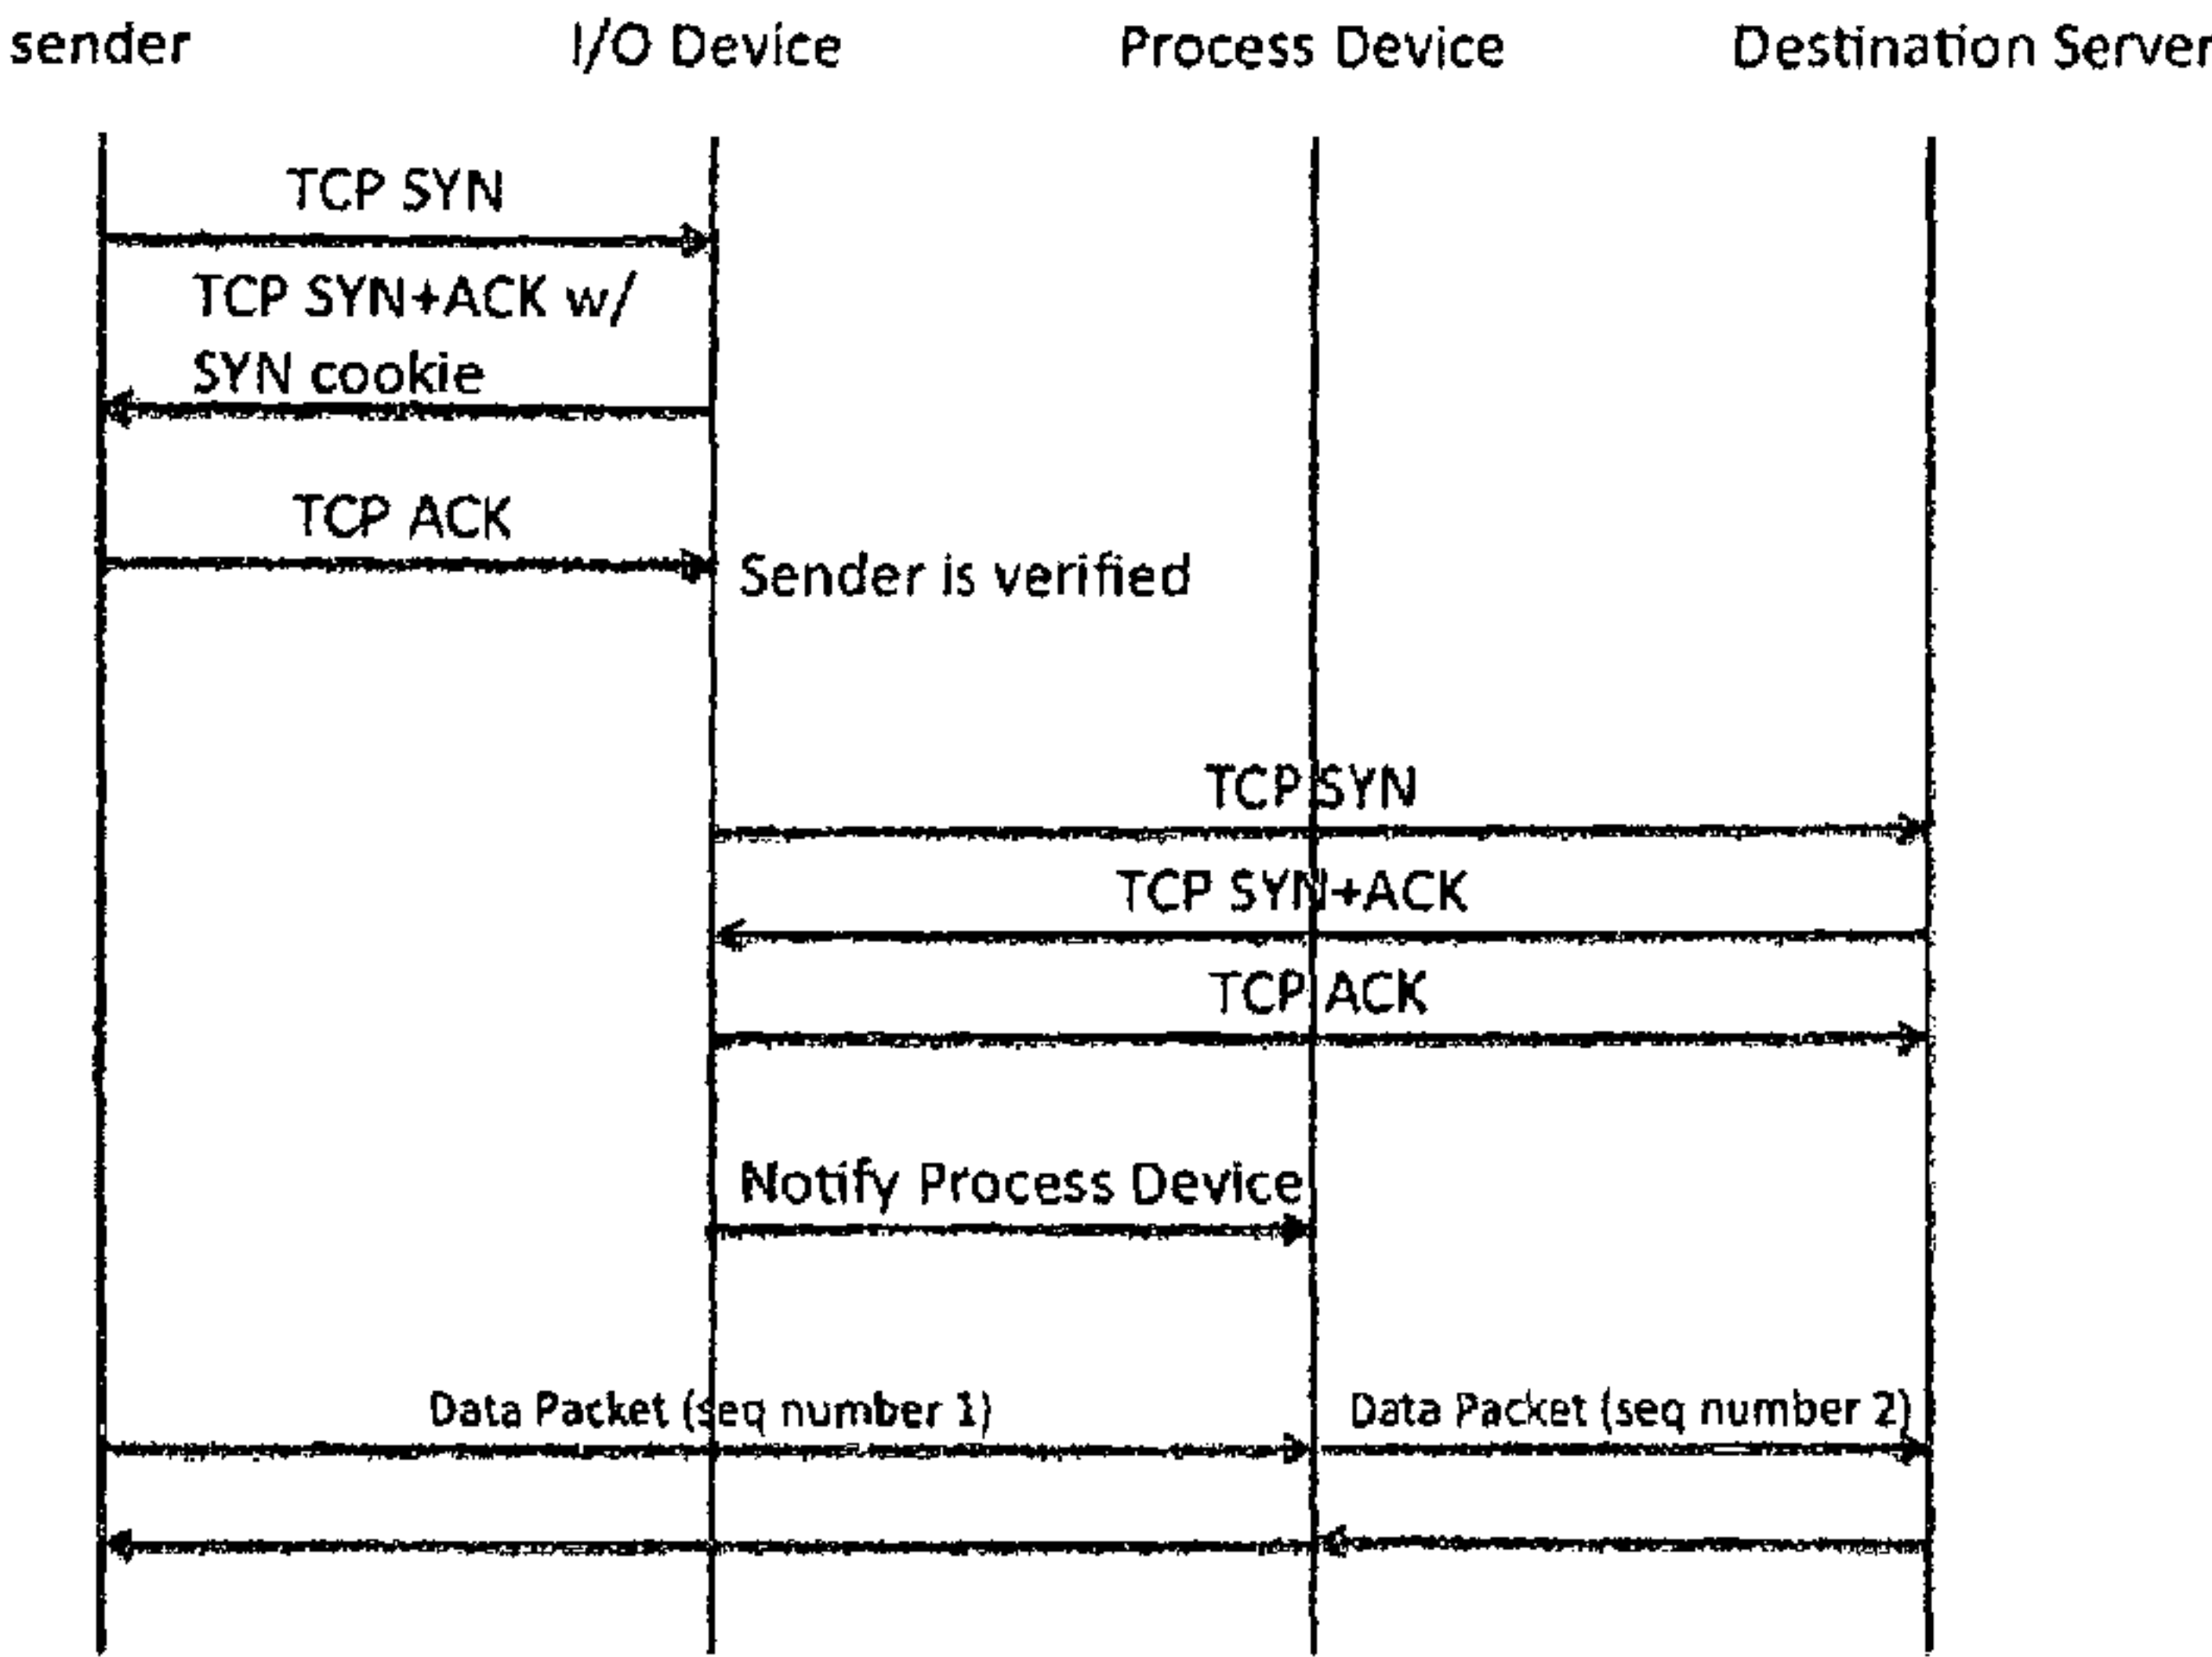 sender
I/O Device
Process Device
Destination Server
TCP SYN
TCP SYN+ACK w/
SYN cookie
TCP ACK
Sender is verified
TCP SYN
TCP SYN+ACK
TCP ACK
Notify Process Device
Data Packet (seq number 1)
Data Packet (seq number 2)